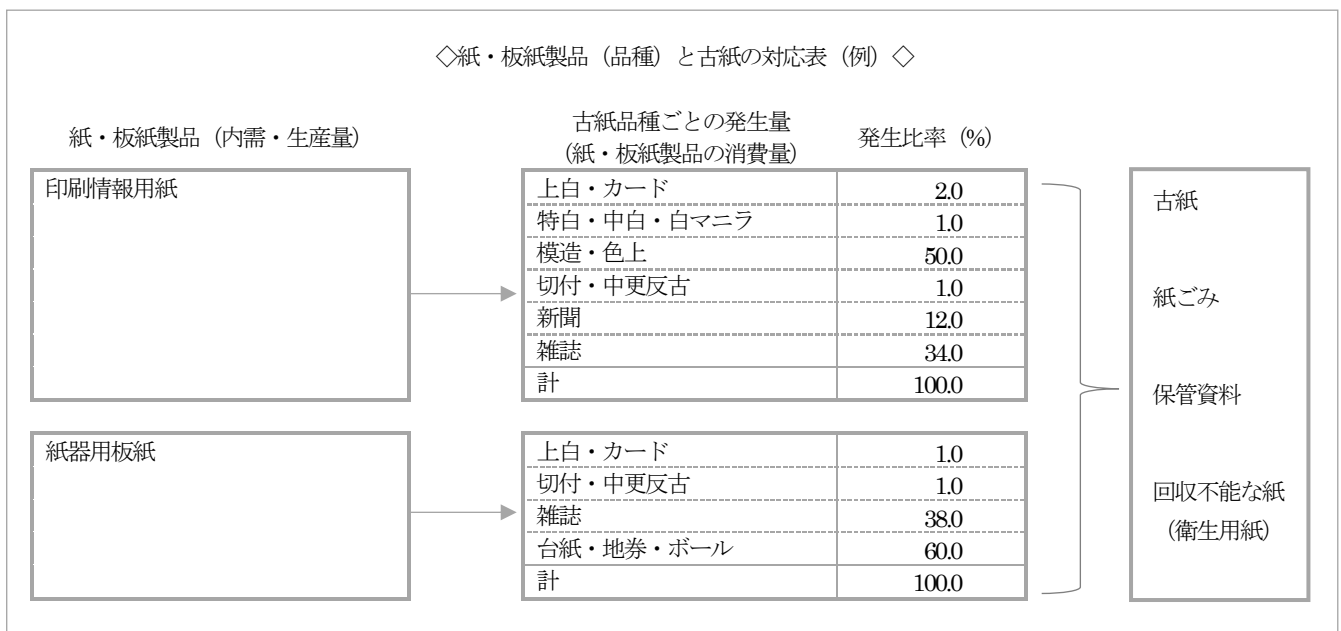 ◇紙・板紙製品（品種）と古紙の対応表（例）◇
紙・板紙製品（内需・生産量）
古紙品種ごとの発生量
（紙・板紙製品の消費量）
発生比率（%）
印刷情報用紙
上白・カード 2.0
特白・中白・白マニラ 1.0
模造・色上 50.0
切付・中更反古 1.0
新聞 12.0
雑誌 34.0
計 100.0
紙器用板紙
上白・カード 1.0
切付・中更反古 1.0
雑誌 38.0
台紙・地券・ボール 60.0
計 100.0
古紙
紙ごみ
保管資料
回収不能な紙
（衛生用紙）